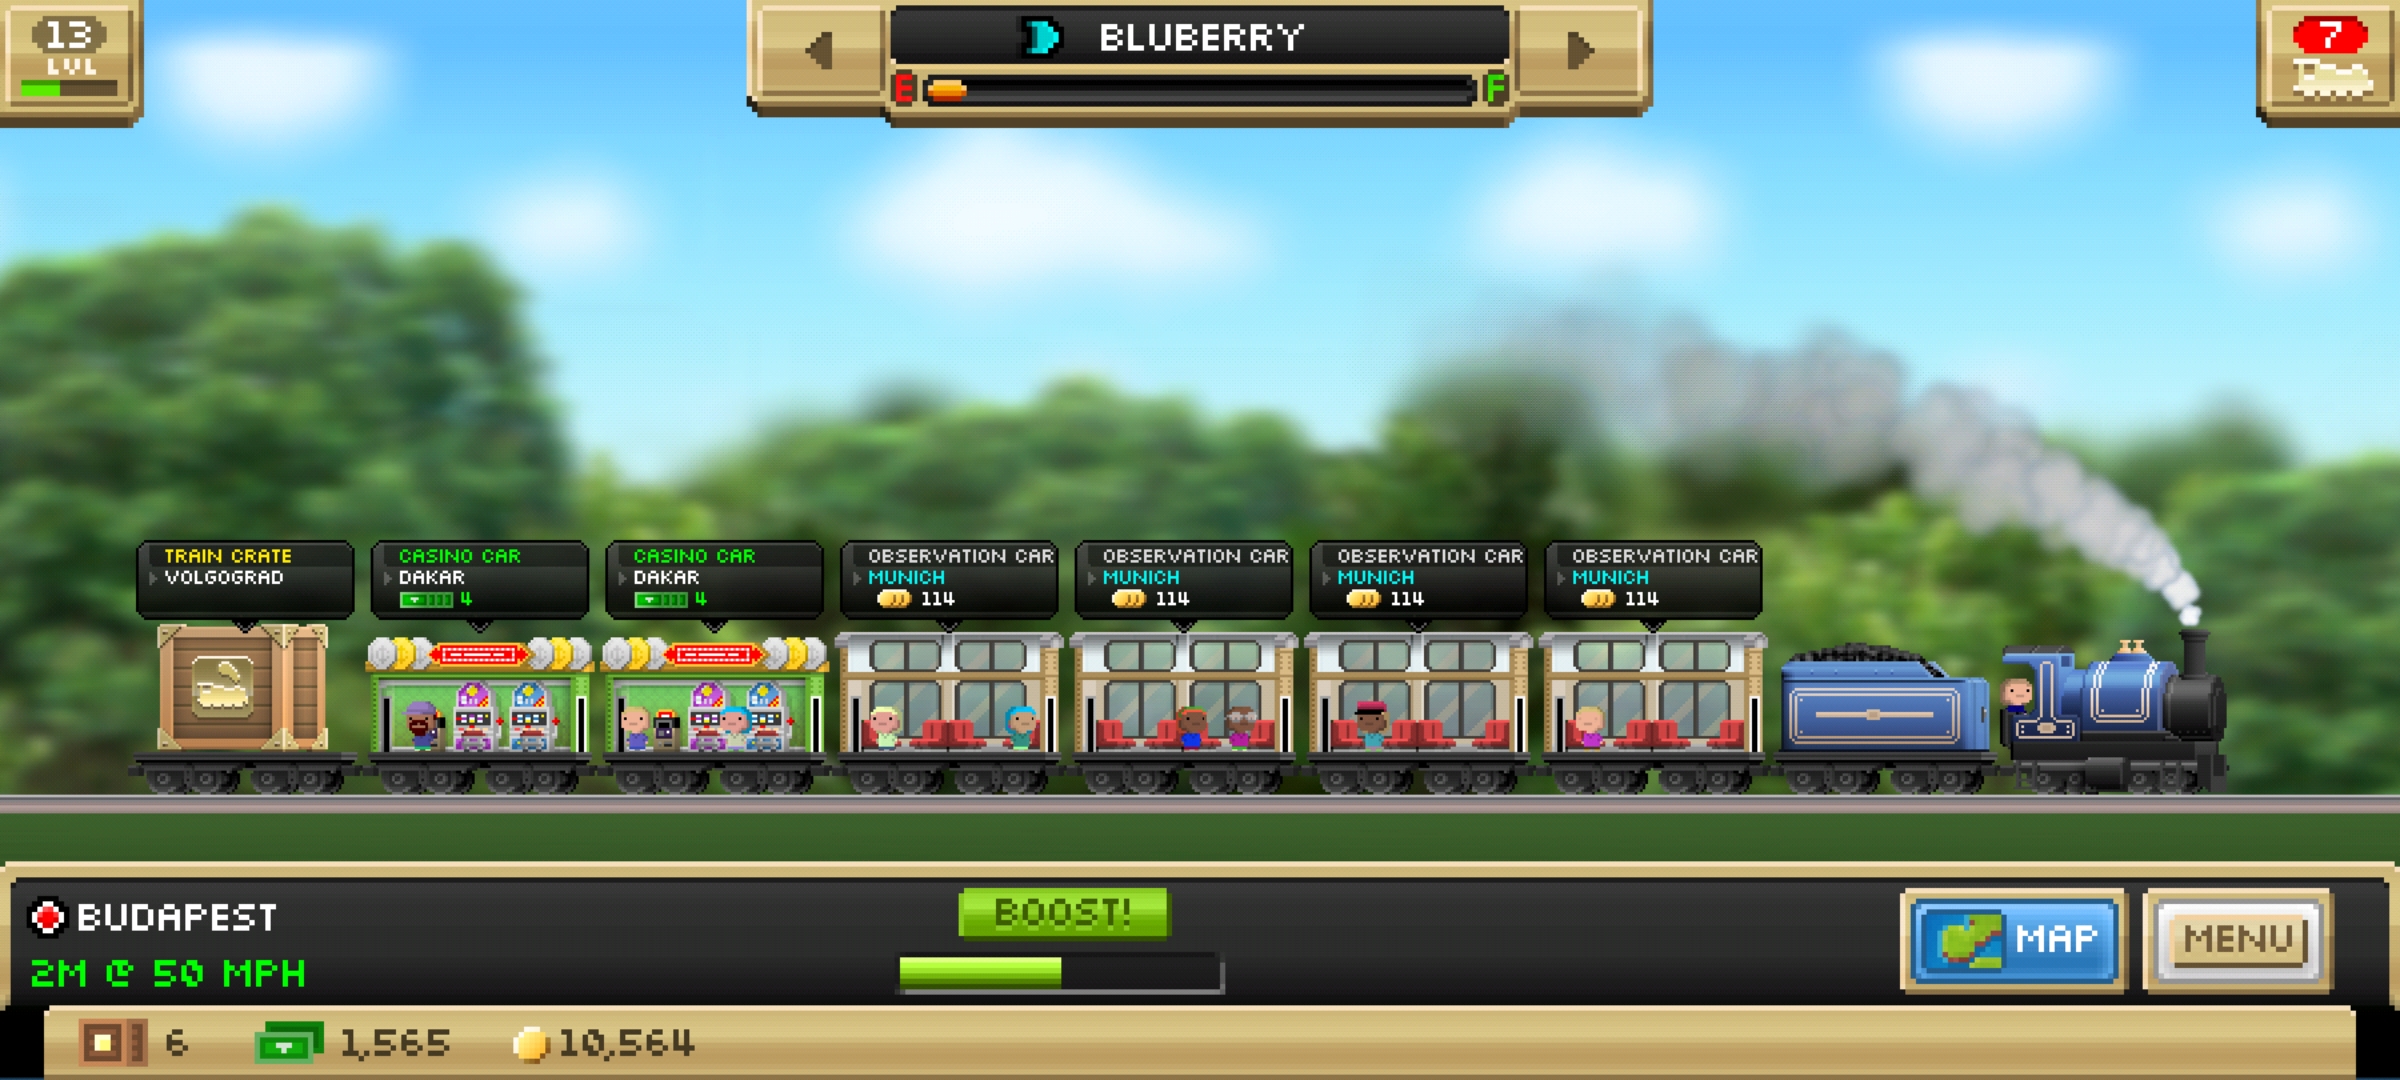 13
LVL
BLUBERRY
E
F
7
TRAIN CRATE
VOLGOGRAD
CASINO CAR
DAKAR
4
CASINO CAR
DAKAR
4
OBSERVATION CAR
MUNICH
114
OBSERVATION CAR
MUNICH
114
OBSERVATION CAR
MUNICH
114
OBSERVATION CAR
MUNICH
114
BUDAPEST
2M @ 50 MPH
BOOST!
MAP
MENU
6
1,565
10,564